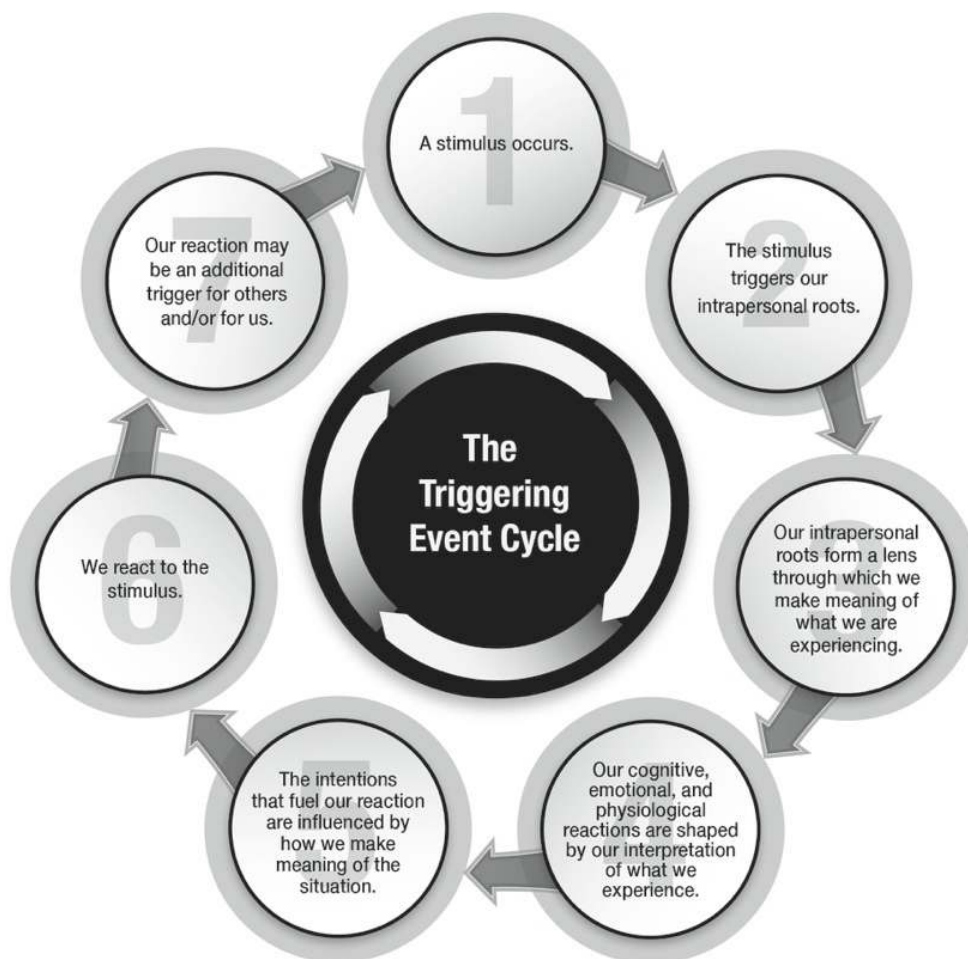 1
A stimulus occurs.
2
The stimulus
triggers our
intrapersonal roots.
3
Our intrapersonal
roots form a lens
through which we
make meaning of
what we are
experiencing.
4
Our cognitive,
emotional, and
physiological
reactions are shaped
by our interpretation
of what we
experience.
5
The intentions
that fuel our reaction
are influenced by
how we make
meaning of the
situation.
6
We react to the
stimulus.
7
Our reaction may
be an additional
trigger for others
and/or for us.
The
Triggering
Event Cycle